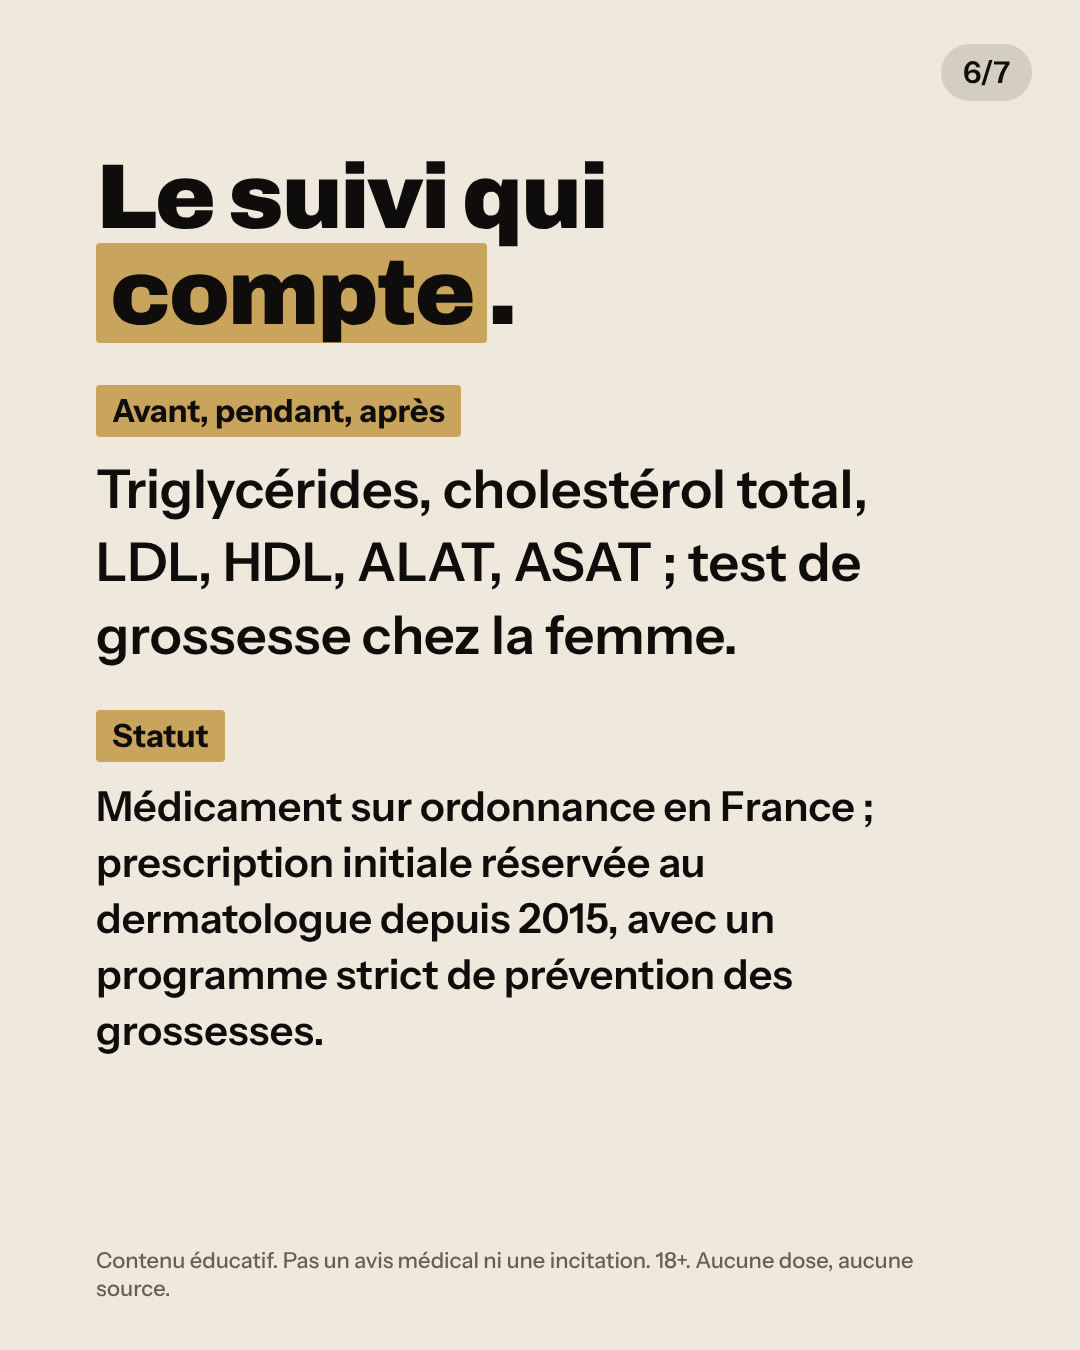 6/7
Le suivi qui
compte.
Avant, pendant, après
Triglycérides, cholestérol total,
LDL, HDL, ALAT, ASAT ; test de
grossesse chez la femme.
Statut
Médicament sur ordonnance en France ;
prescription initiale réservée au
dermatologue depuis 2015, avec un
programme strict de prévention des
grossesses.
Contenu éducatif. Pas un avis médical ni une incitation. 18+. Aucune dose, aucune
source.